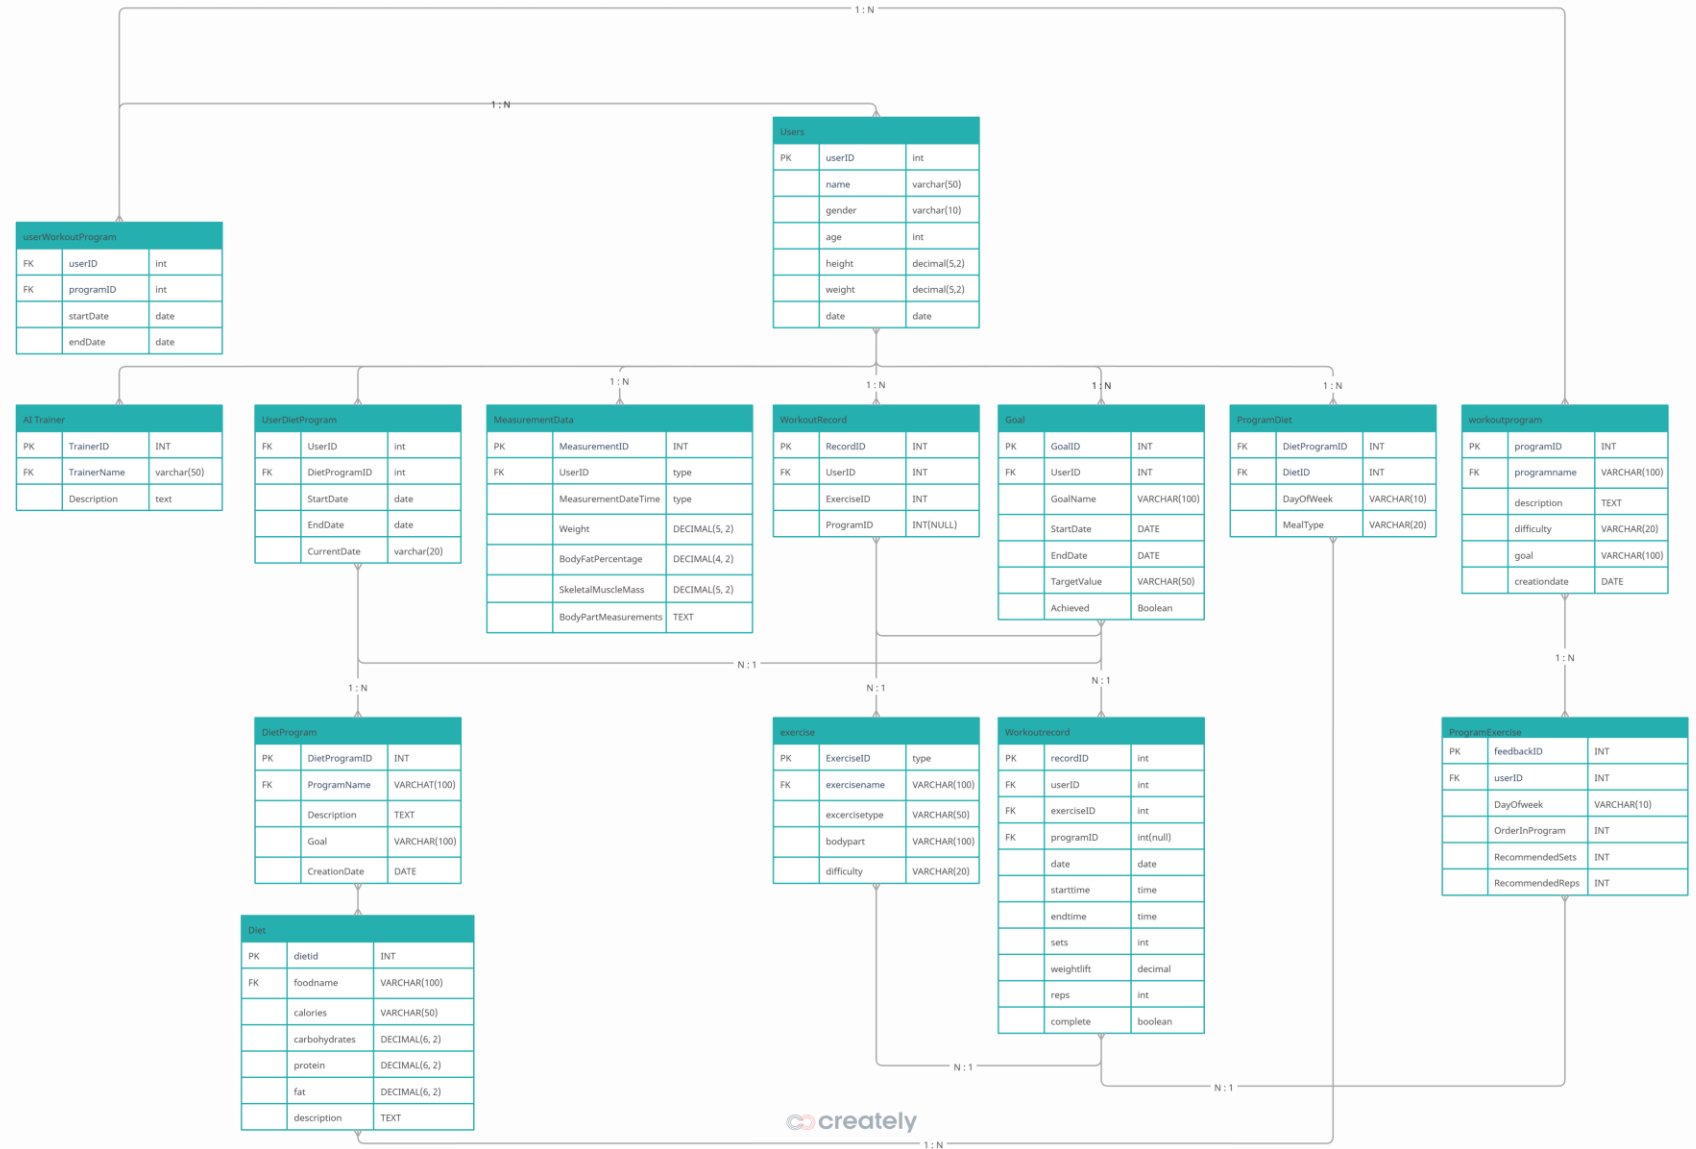 1 : N
1 : N
Users
PK userID int
name varchar(50)
gender varchar(10)
age int
height decimal(5,2)
weight decimal(5,2)
date date
userWorkoutProgram
FK userID int
FK programID int
startDate date
endDate date
1 : N
1 : N
1 : N
1 : N
AI Trainer
PK TrainerID INT
FK TrainerName varchar(50)
Description text
UserDietProgram
FK UserID int
FK DietProgramID int
StartDate date
EndDate date
CurrentDate varchar(20)
MeasurementData
PK MeasurementID INT
FK UserID type
MeasurementDateTime type
Weight DECIMAL(5, 2)
BodyFatPercentage DECIMAL(4, 2)
SkeletalMuscleMass DECIMAL(5, 2)
BodyPartMeasurements TEXT
WorkoutRecord
PK RecordID INT
FK UserID INT
ExerciseID INT
ProgramID INT(NULL)
Goal
PK GoalID INT
FK UserID INT
GoalName VARCHAR(100)
StartDate DATE
EndDate DATE
TargetValue VARCHAR(50)
Achieved Boolean
ProgramDiet
FK DietProgramID INT
FK DietID INT
DayOfWeek VARCHAR(10)
MealType VARCHAR(20)
workoutprogram
PK programID INT
FK programname VARCHAR(100)
description TEXT
difficulty VARCHAR(20)
goal VARCHAR(100)
creationdate DATE
N : 1
1 : N
N : 1
N : 1
1 : N
DietProgram
PK DietProgramID INT
FK ProgramName VARCHAT(100)
Description TEXT
Goal VARCHAR(100)
CreationDate DATE
exercise
PK ExerciseID type
FK exercisename VARCHAR(100)
excercisetype VARCHAR(50)
bodypart VARCHAR(100)
difficulty VARCHAR(20)
Workoutrecord
PK recordID int
FK userID int
FK exerciseID int
FK programID int(null)
date date
starttime time
endtime time
sets int
weightlift decimal
reps int
complete boolean
ProgramExercise
PK feedbackID INT
FK userID INT
DayOfweek VARCHAR(10)
OrderInProgram INT
RecommendedSets INT
RecommendedReps INT
Diet
PK dietid INT
FK foodname VARCHAR(100)
calories VARCHAR(50)
carbohydrates DECIMAL(6, 2)
protein DECIMAL(6, 2)
fat DECIMAL(6, 2)
description TEXT
N : 1
N : 1
creately
1 : N